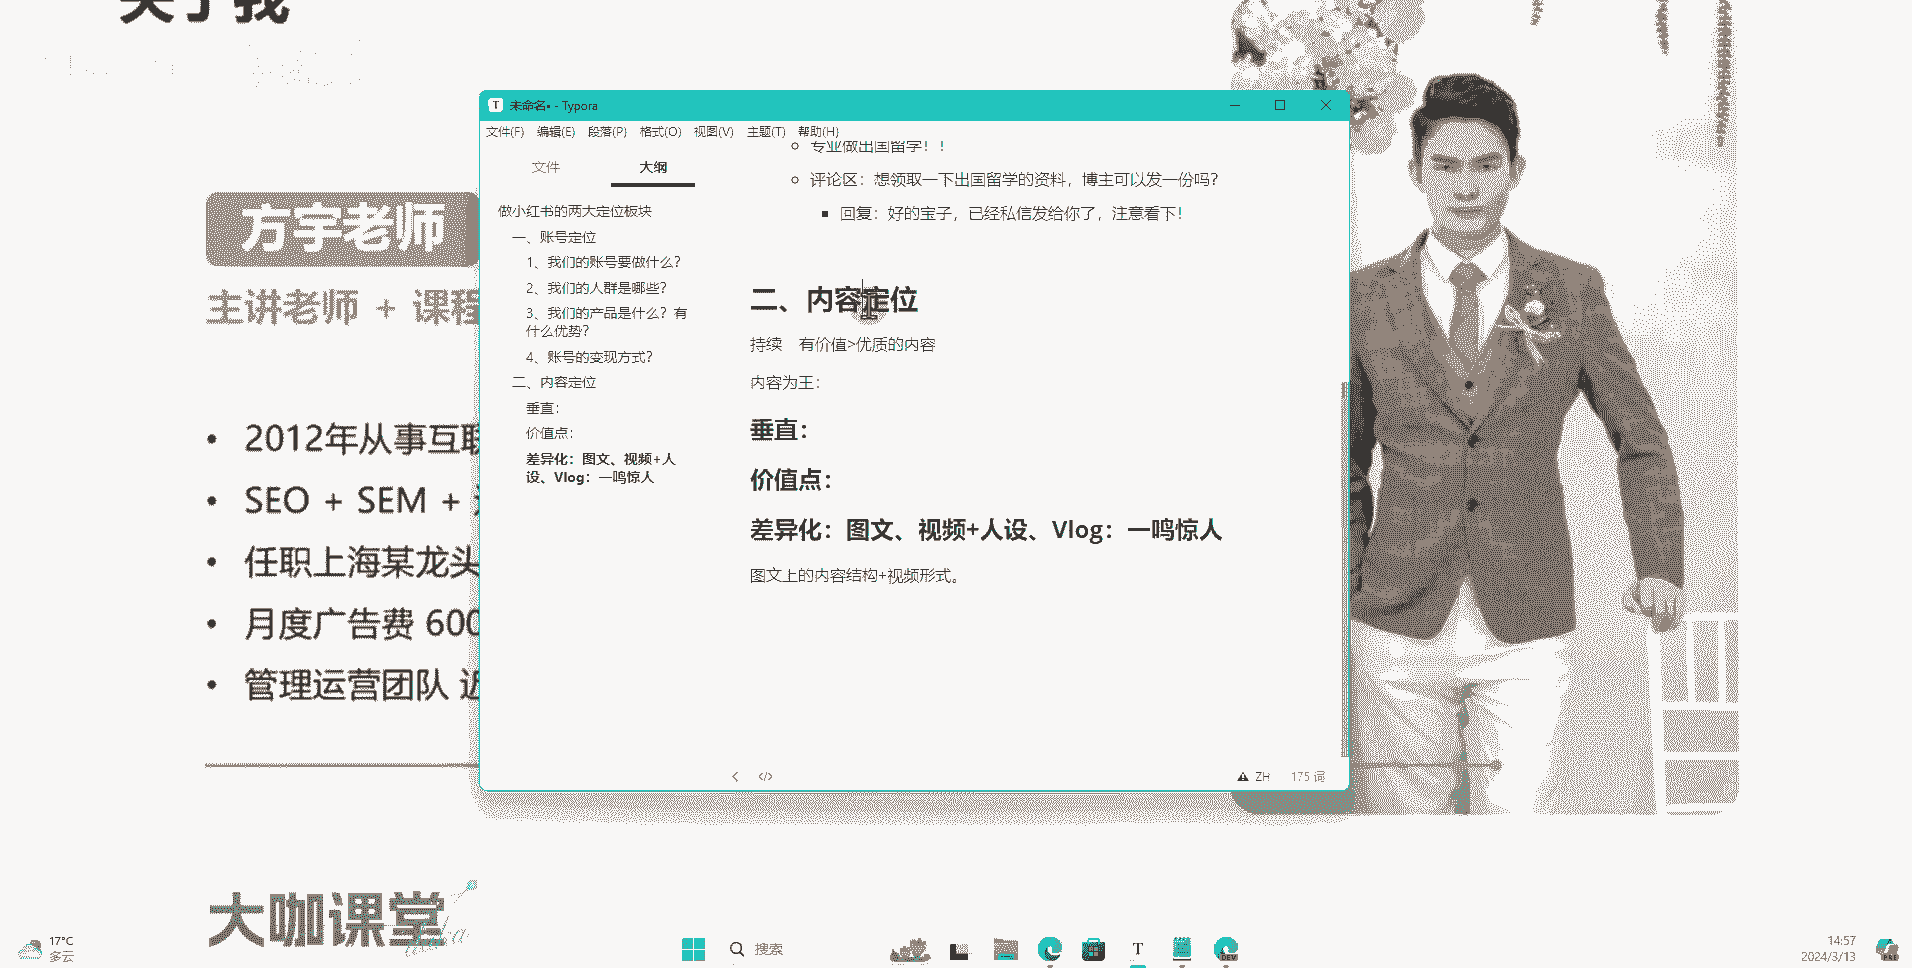 关于我
方宇老师
主讲老师 + 课程
2012年从事互联
SEO + SEM +
任职上海某龙头
月度广告费 600
管理运营团队 近
大咖课堂
未命名• - Typora
文件(F) 编辑(E) 段落(P) 格式(O) 视图(V) 主题(T) 帮助(H)
文件 大纲
做小红书的两大定位板块
一、账号定位
1、我们的账号要做什么？
2、我们的人群是哪些？
3、我们的产品是什么？有
什么优势？
4、账号的变现方式？
二、内容定位
垂直：
价值点：
差异化：图文、视频+人
设、Vlog：一鸣惊人
专业做出国留学！！
评论区：想领取一下出国留学的资料，博主可以发一份吗？
回复：好的宝子，已经私信发给你了，注意看下！
二、内容定位
持续 有价值>优质的内容
内容为王：
垂直：
价值点：
差异化：图文、视频+人设、Vlog：一鸣惊人
图文上的内容结构+视频形式。
ZH 175 词
17°C
多云
搜索
DEV
14:57
2024/3/13
PRE